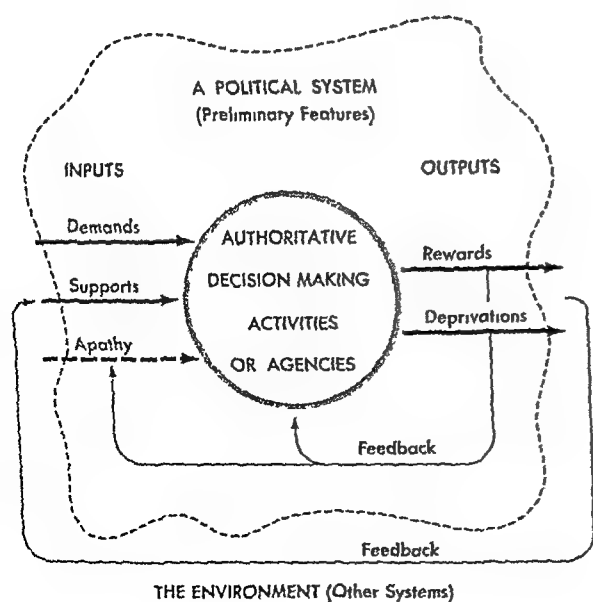 A POLITICAL SYSTEM
(Preliminary Features)
INPUTS
OUTPUTS
Demands
Supports
Apathy
AUTHORITATIVE
DECISION MAKING
ACTIVITIES
OR AGENCIES
Rewards
Deprivations
Feedback
Feedback
THE ENVIRONMENT (Other Systems)